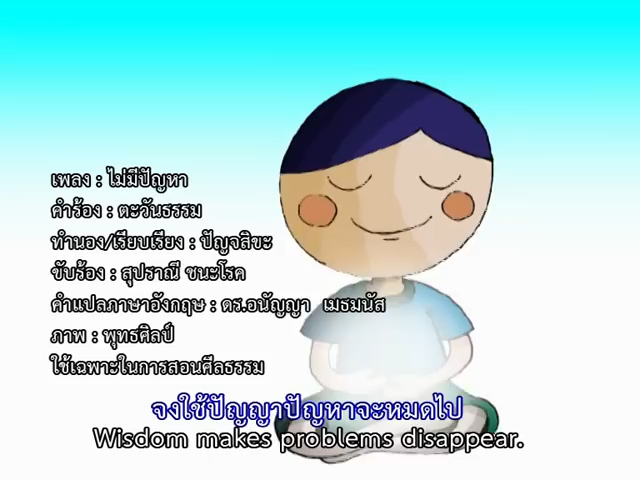 เพลง : ไม่มีปัญหา
คำร้อง : ตะวันธรรม
ทำนอง/เรียบเรียง : ปัญจสิขะ
ขับร้อง : สุปราณี ชนะโรค
คำแปลภาษาอังกฤษ : ดร.อนัญญา เมธมนัส
ภาพ : พุทธศิลป์
ใช้เฉพาะในการสอนศีลธรรม
จงใช้ปัญญาปัญหาจะหมดไป
Wisdom makes problems disappear.